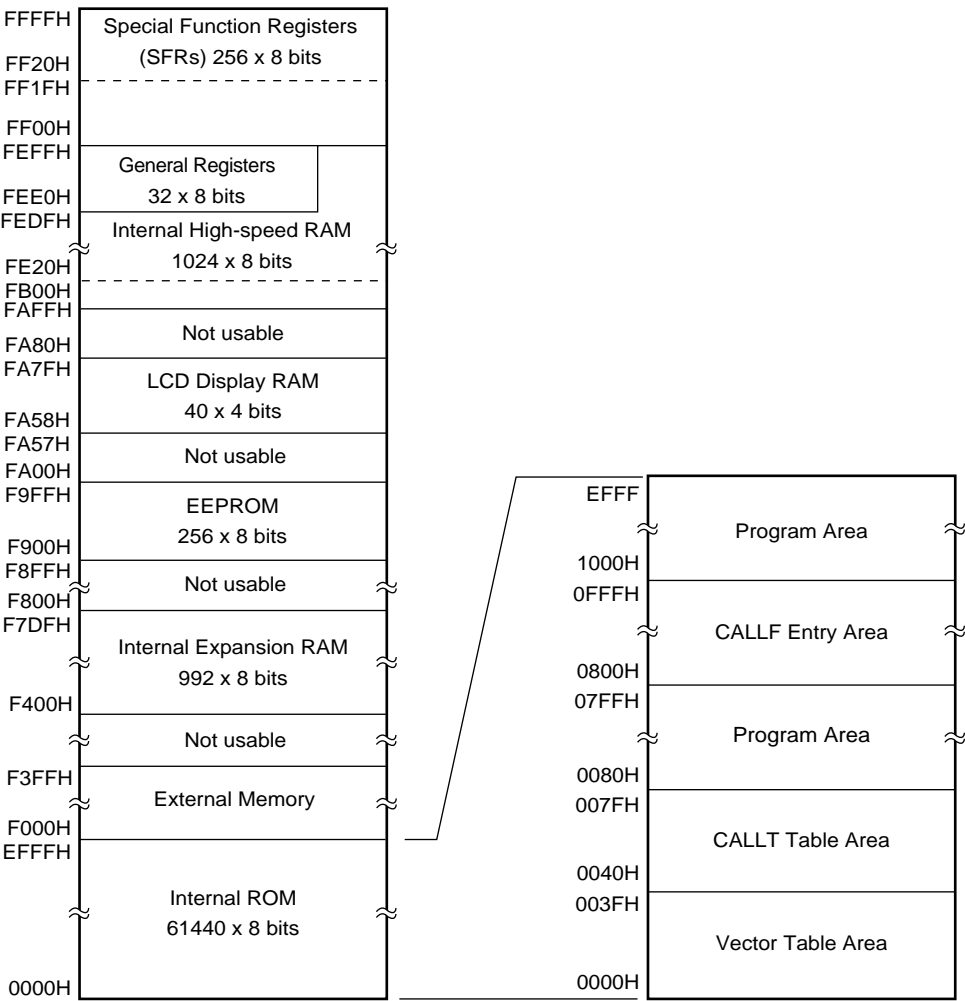 FFFFH
Special Function Registers
(SFRs) 256 x 8 bits
FF20H
FF1FH
FF00H
FEFFH
General Registers
32 x 8 bits
FEE0H
FEDFH
Internal High-speed RAM
1024 x 8 bits
FE20H
FB00H
FAFFH
Not usable
FA80H
FA7FH
LCD Display RAM
40 x 4 bits
FA58H
FA57H
Not usable
FA00H
F9FFH
EEPROM
256 x 8 bits
F900H
F8FFH
Not usable
F800H
F7DFH
Internal Expansion RAM
992 x 8 bits
F400H
Not usable
F3FFH
External Memory
F000H
EFFFH
Internal ROM
61440 x 8 bits
0000H
EFFF
Program Area
1000H
0FFFH
CALLF Entry Area
0800H
07FFH
Program Area
0080H
007FH
CALLT Table Area
0040H
003FH
Vector Table Area
0000H